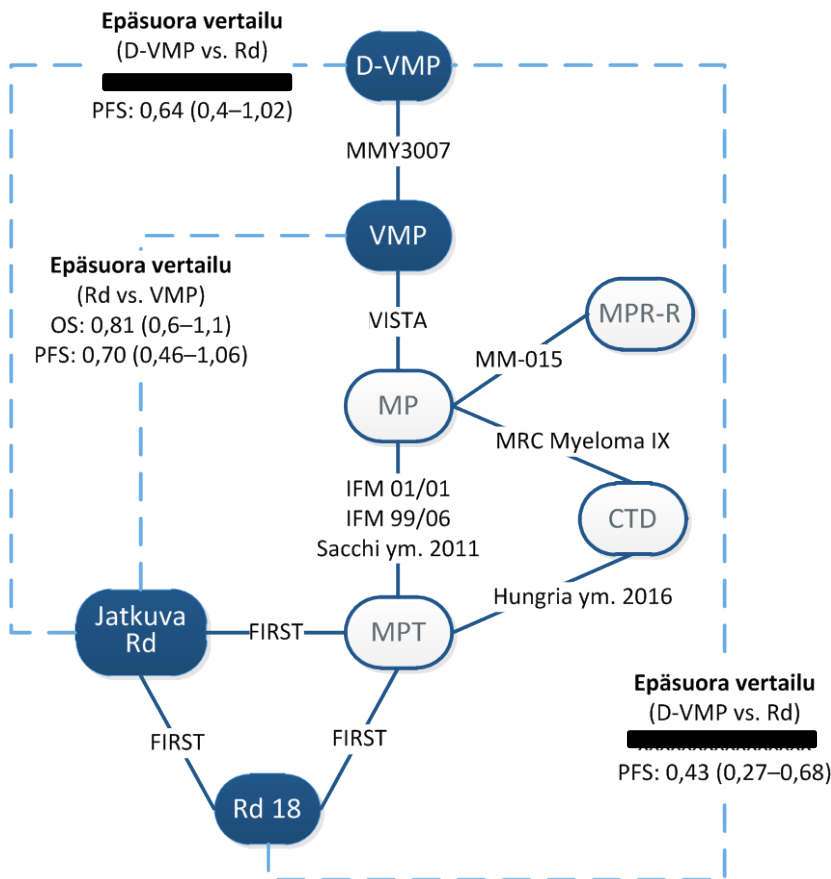 Epäsuora vertailu
(D-VMP vs. Rd)
PFS: 0,64 (0,4–1,02)
D-VMP
MMY3007
VMP
Epäsuora vertailu
(Rd vs. VMP)
OS: 0,81 (0,6–1,1)
PFS: 0,70 (0,46–1,06)
VISTA
MPR-R
MM-015
MP
MRC Myeloma IX
IFM 01/01
IFM 99/06
Sacchi ym. 2011
CTD
Hungria ym. 2016
Jatkuva
Rd
FIRST
MPT
FIRST
FIRST
Rd 18
Epäsuora vertailu
(D-VMP vs. Rd)
PFS: 0,43 (0,27–0,68)